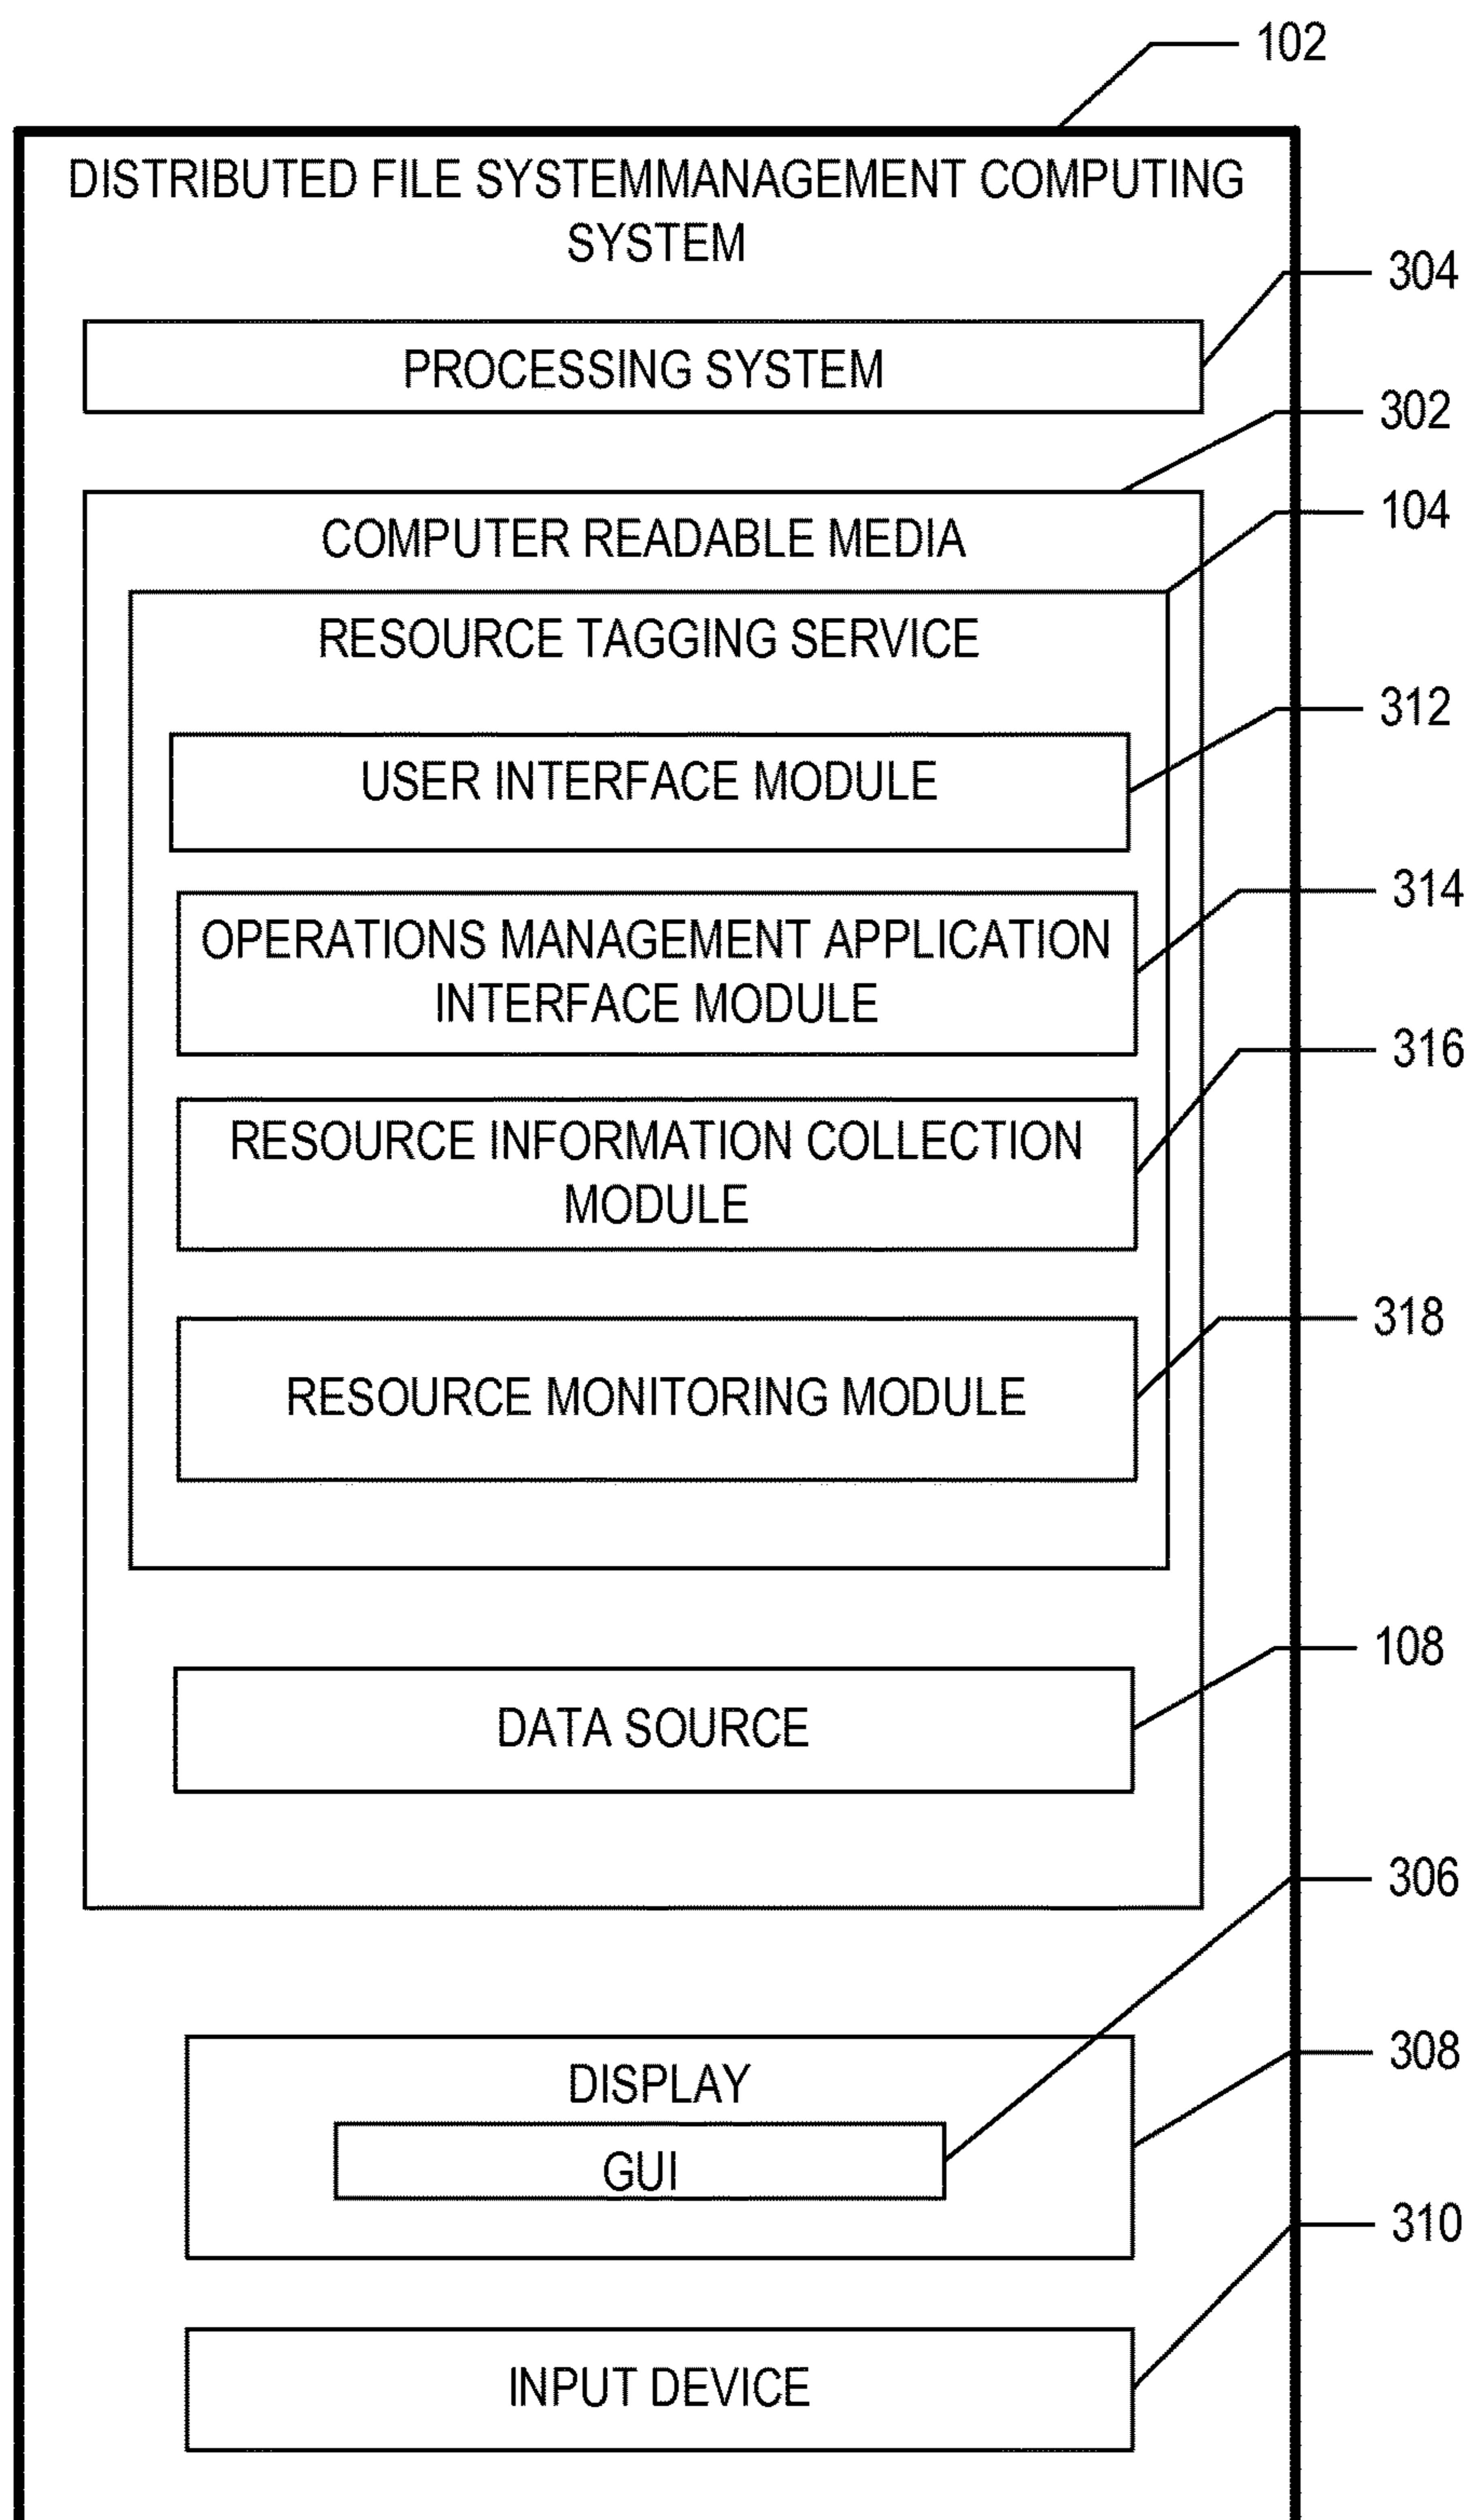 102
DISTRIBUTED FILE SYSTEMMANAGEMENT COMPUTING
SYSTEM
304
PROCESSING SYSTEM
302
104
COMPUTER READABLE MEDIA
RESOURCE TAGGING SERVICE
312
USER INTERFACE MODULE
314
OPERATIONS MANAGEMENT APPLICATION
INTERFACE MODULE
316
RESOURCE INFORMATION COLLECTION
MODULE
318
RESOURCE MONITORING MODULE
108
DATA SOURCE
306
308
DISPLAY
GUI
310
INPUT DEVICE